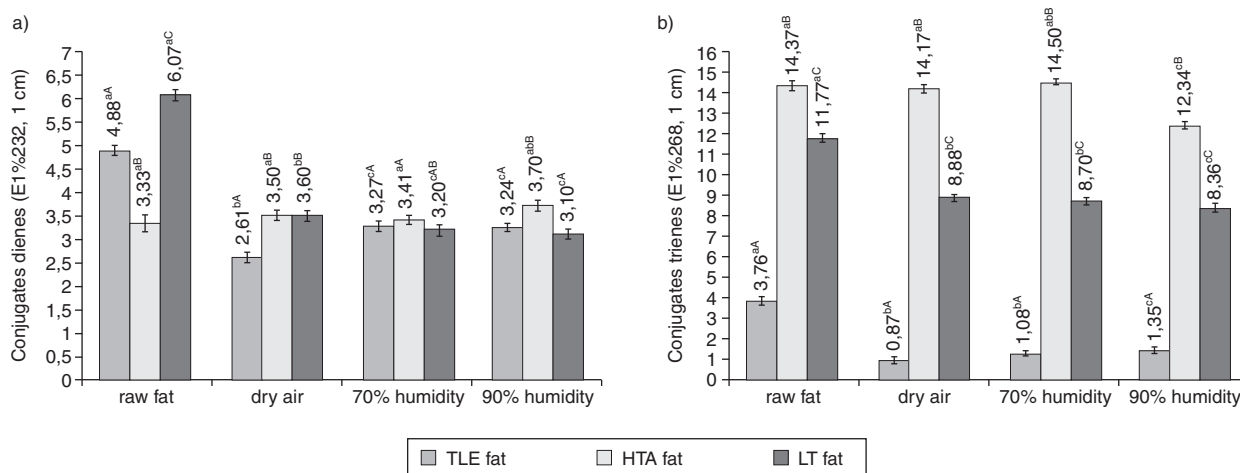 a)
Conjugates dienes (E1%232, 1 cm)
7
6,5
6
5,5
5
4,5
4
3,5
3
2,5
2
1,5
1
0,5
0
4,88aA
3,33aB
6,07aC
2,61bA
3,50aB
3,60bB
3,27cA
3,41aA
3,20cAB
3,24cA
3,70abB
3,10cA
raw fat dry air 70% humidity 90% humidity
b)
Conjugates trienes (E1%268, 1 cm)
16
15
14
13
12
11
10
9
8
7
6
5
4
3
2
1
0
3,76aA
14,37aB
11,77aC
0,87bA
14,17aB
8,88bC
1,08bA
14,50abB
8,70bC
1,35cA
12,34cB
8,36cC
raw fat dry air 70% humidity 90% humidity
TLE fat HTA fat LT fat